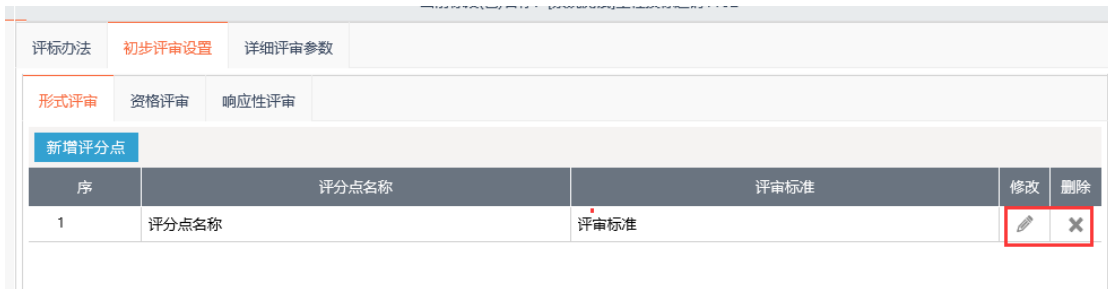 评标办法 初步评审设置 详细评审参数
形式评审 资格评审 响应性评审
新增评分点
序 评分点名称 评审标准 修改 删除
1 评分点名称 评审标准